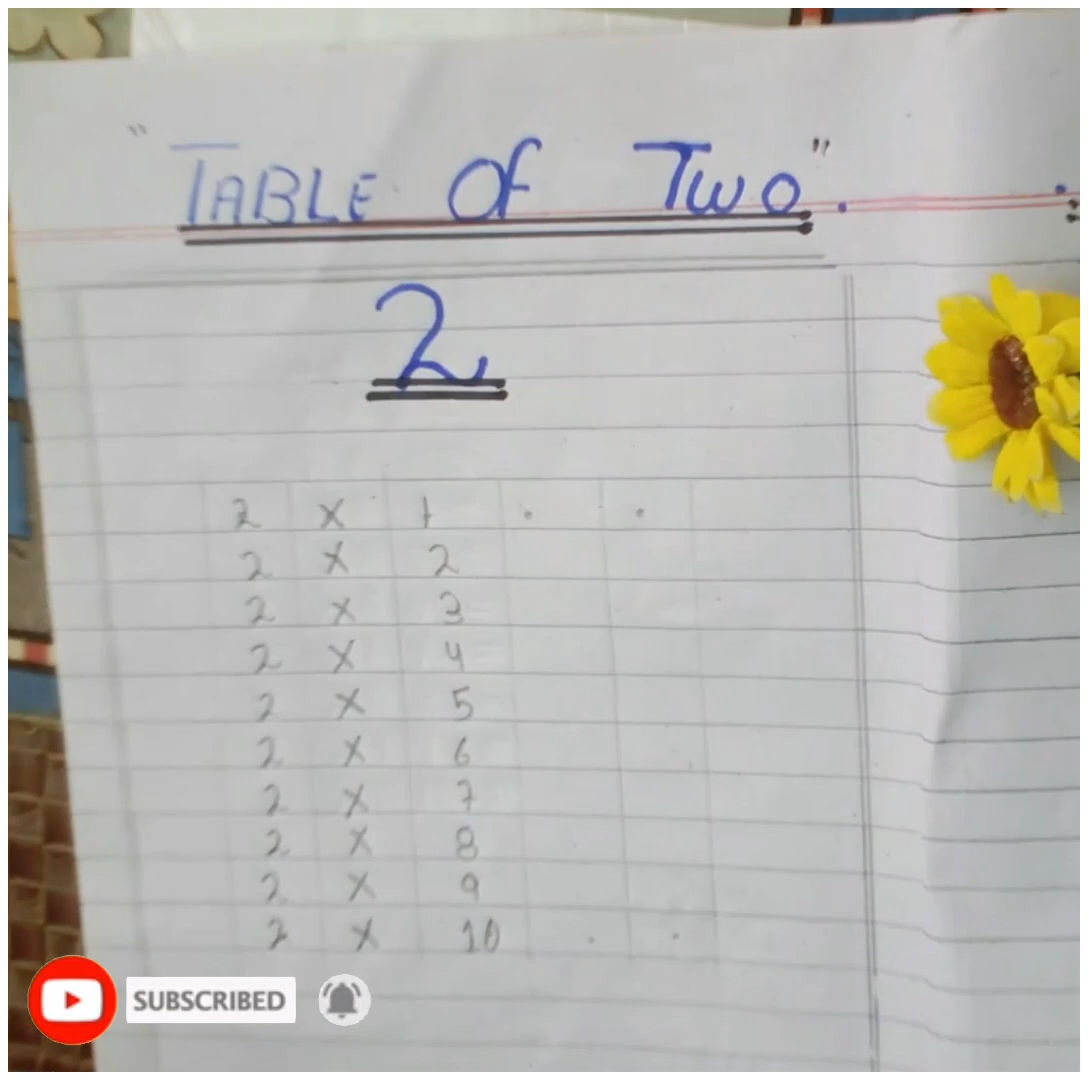 "TABLE Of Two".
2
2 x 1 . .
2 x 2
2 x 3
2 x 4
2 x 5
2 x 6
2 x 7
2 x 8
2 x 9
2 x 10 . .
SUBSCRIBED